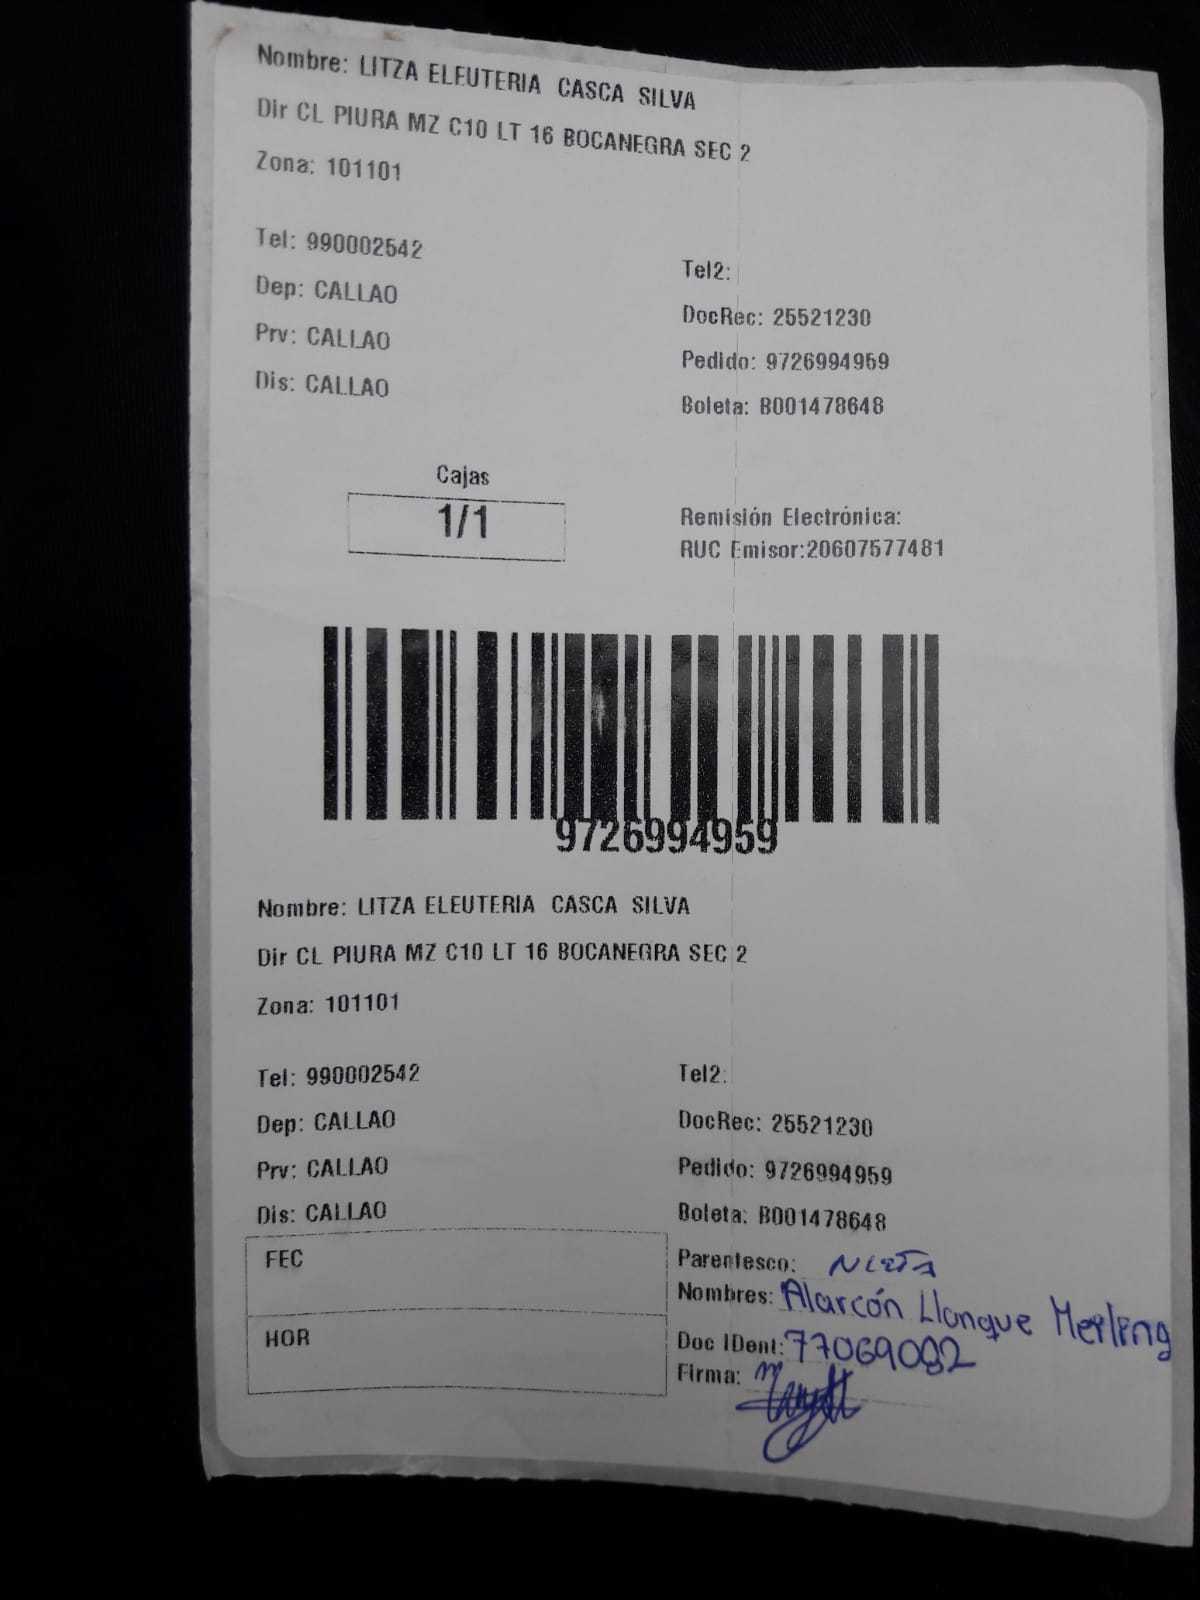 Nombre: LITZA ELEUTERIA CASCA SILVA
Dir CL PIURA MZ C10 LT 16 BOCANEGRA SEC 2
Zona: 101101
Tel: 990002542
Tel2:
Dep: CALLAO
DocRec: 25521230
Prv: CALLAO
Pedido: 9726994959
Dis: CALLAO
Boleta: B001478648
Cajas
1/1
Remisión Electrónica:
RUC Emisor:20607577481
9726994959
Nombre: LITZA ELEUTERIA CASCA SILVA
Dir CL PIURA MZ C10 LT 16 BOCANEGRA SEC 2
Zona: 101101
Tel: 990002542
Tel2:
Dep: CALLAO
DocRec: 25521230
Prv: CALLAO
Pedido: 9726994959
Dis: CALLAO
Boleta: B001478648
FEC
Parentesco: NIETA
Nombres: Alarcón Llanque Merling
HOR
Doc IDent: 77069082
Firma: